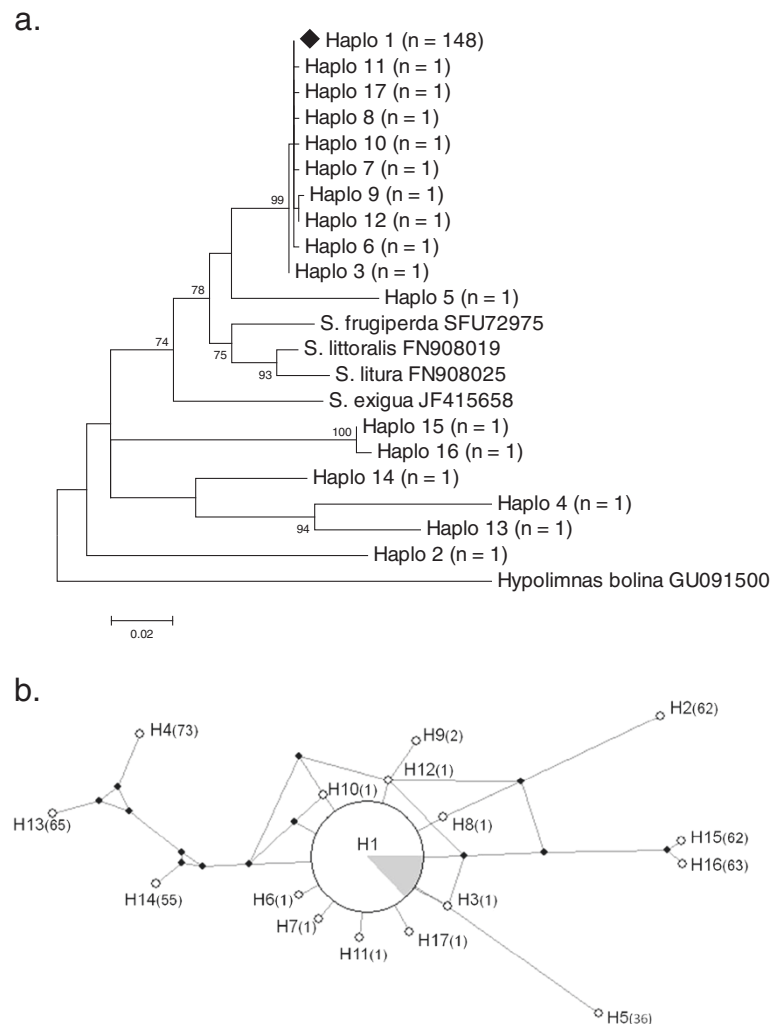 a.
Haplo 1 (n = 148)
Haplo 11 (n = 1)
Haplo 17 (n = 1)
Haplo 8 (n = 1)
Haplo 10 (n = 1)
Haplo 7 (n = 1)
Haplo 9 (n = 1)
99
Haplo 12 (n = 1)
Haplo 6 (n = 1)
Haplo 3 (n = 1)
78
Haplo 5 (n = 1)
S. frugiperda SFU72975
74
75
S. littoralis FN908019
93
S. litura FN908025
S. exigua JF415658
100
Haplo 15 (n = 1)
Haplo 16 (n = 1)
Haplo 14 (n = 1)
Haplo 4 (n = 1)
94
Haplo 13 (n = 1)
Haplo 2 (n = 1)
Hypolimnas bolina GU091500
0.02
b.
H4(73)
H9(2)
H2(62)
H12(1)
H10(1)
H13(65)
H8(1)
H1
H15(62)
H16(63)
H14(55)
H6(1)
H3(1)
H7(1)
H11(1)
H17(1)
H5(36)